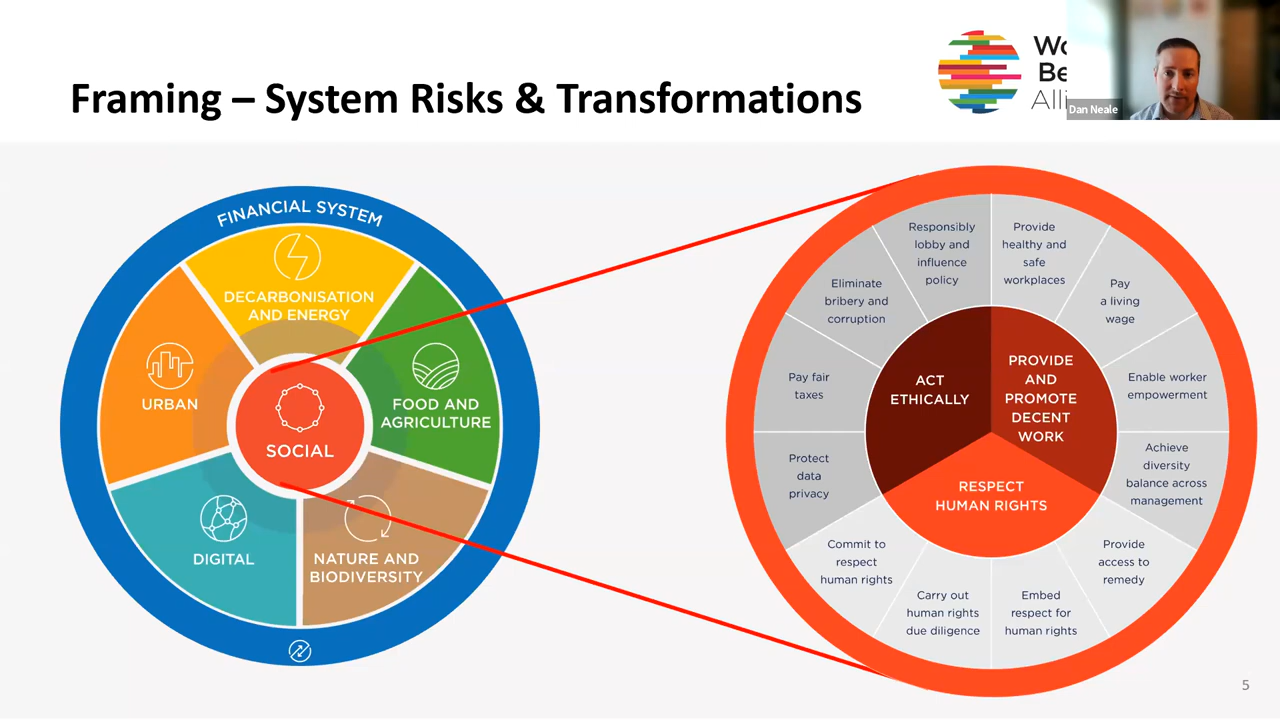 Framing – System Risks & Transformations
Dan Neale
FINANCIAL SYSTEM
DECARBONISATION
AND ENERGY
URBAN
FOOD AND
AGRICULTURE
SOCIAL
DIGITAL
NATURE AND
BIODIVERSITY
Responsibly
lobby and
influence
policy
Provide
healthy and
safe
workplaces
Eliminate
bribery and
corruption
Pay
a living
wage
Pay fair
taxes
ACT
ETHICALLY
PROVIDE
AND
PROMOTE
DECENT
WORK
Enable worker
empowerment
Protect
data
privacy
RESPECT
HUMAN RIGHTS
Achieve
diversity
balance across
management
Commit to
respect
human rights
Carry out
human rights
due diligence
Embed
respect for
human rights
Provide
access to
remedy
5